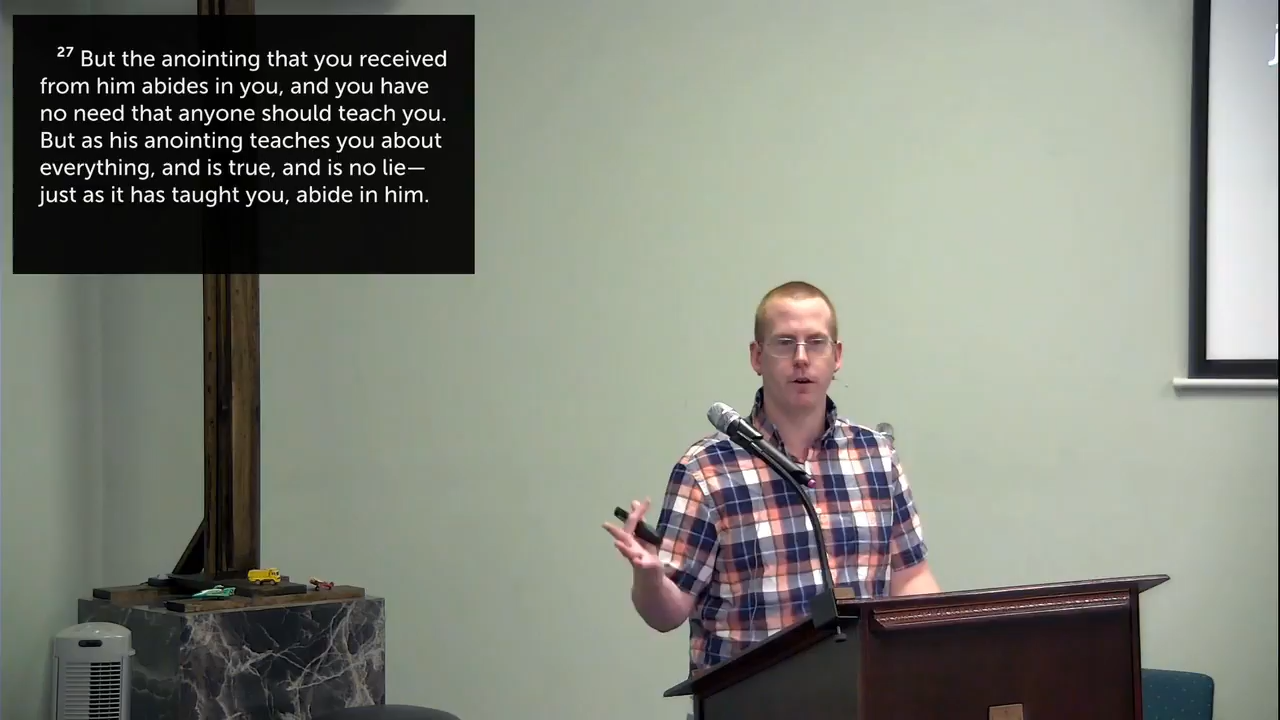 27 But the anointing that you received
from him abides in you, and you have
no need that anyone should teach you.
But as his anointing teaches you about
everything, and is true, and is no lie—
just as it has taught you, abide in him.